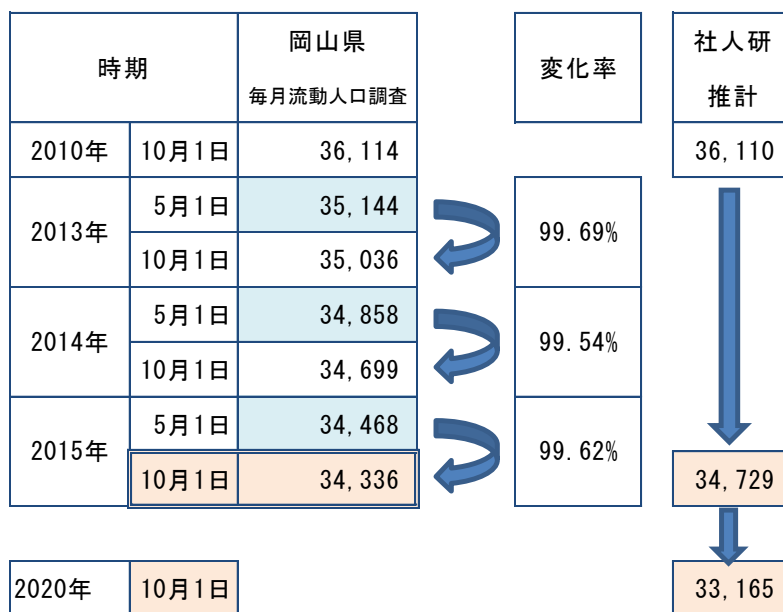 時期 岡山県 変化率 社人研
毎月流動人口調査 推計
2010年 10月1日 36,114 36,110
2013年 5月1日 35,144 99.69%
10月1日 35,036
2014年 5月1日 34,858 99.54%
10月1日 34,699
2015年 5月1日 34,468 99.62%
10月1日 34,336 34,729
2020年 10月1日 33,165